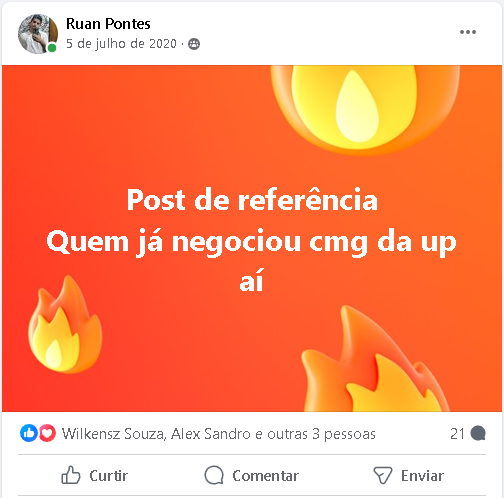 Ruan Pontes
5 de julho de 2020 ·
Post de referência
Quem já negociou cmg da up
aí
Wilkensz Souza, Alex Sandro e outras 3 pessoas
21
Curtir
Comentar
Enviar